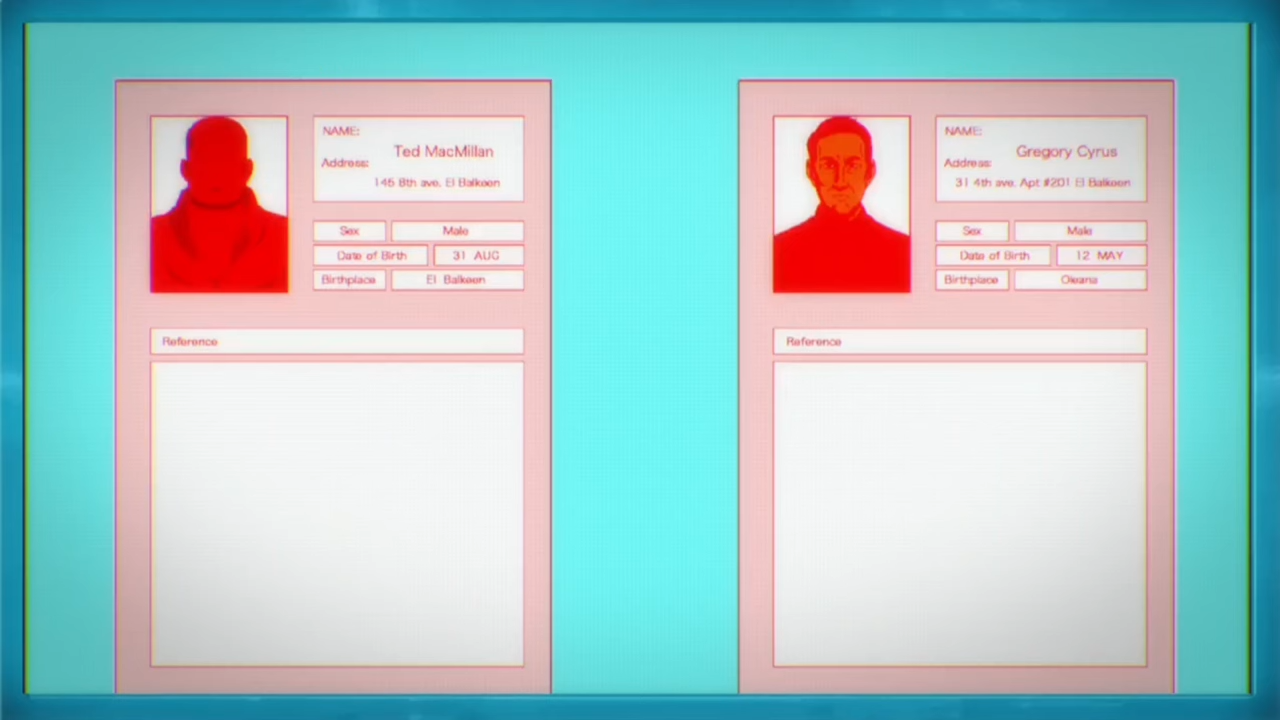 NAME:
Ted MacMillan
Address:
145 8th ave. El Balkeen
Sex
Male
Date of Birth
31 AUG
Birthplace
El Balkeen
Reference
NAME:
Gregory Cyrus
Address:
31 4th ave. Apt #201 El Balkeen
Sex
Male
Date of Birth
12 MAY
Birthplace
Oleana
Reference